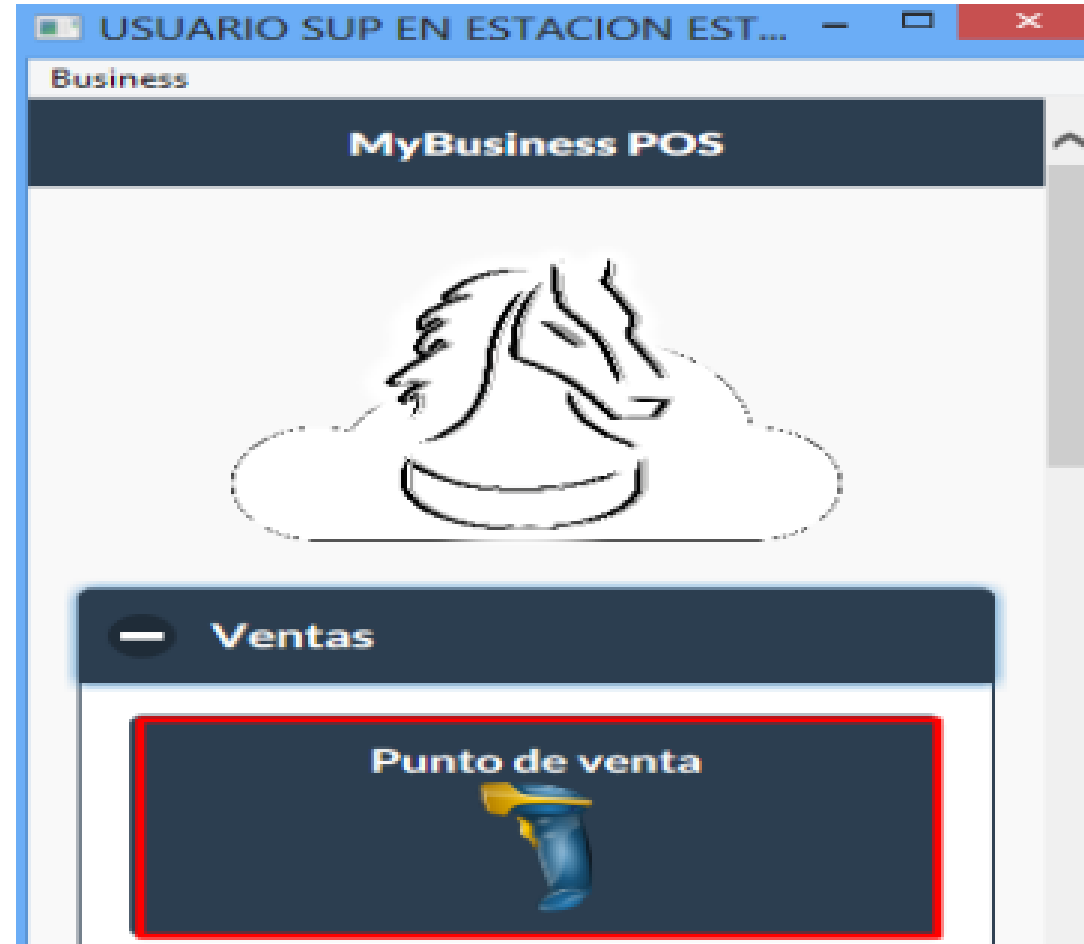 USUARIO SUP EN ESTACION EST...
Business
MyBusiness POS
Ventas
Punto de venta